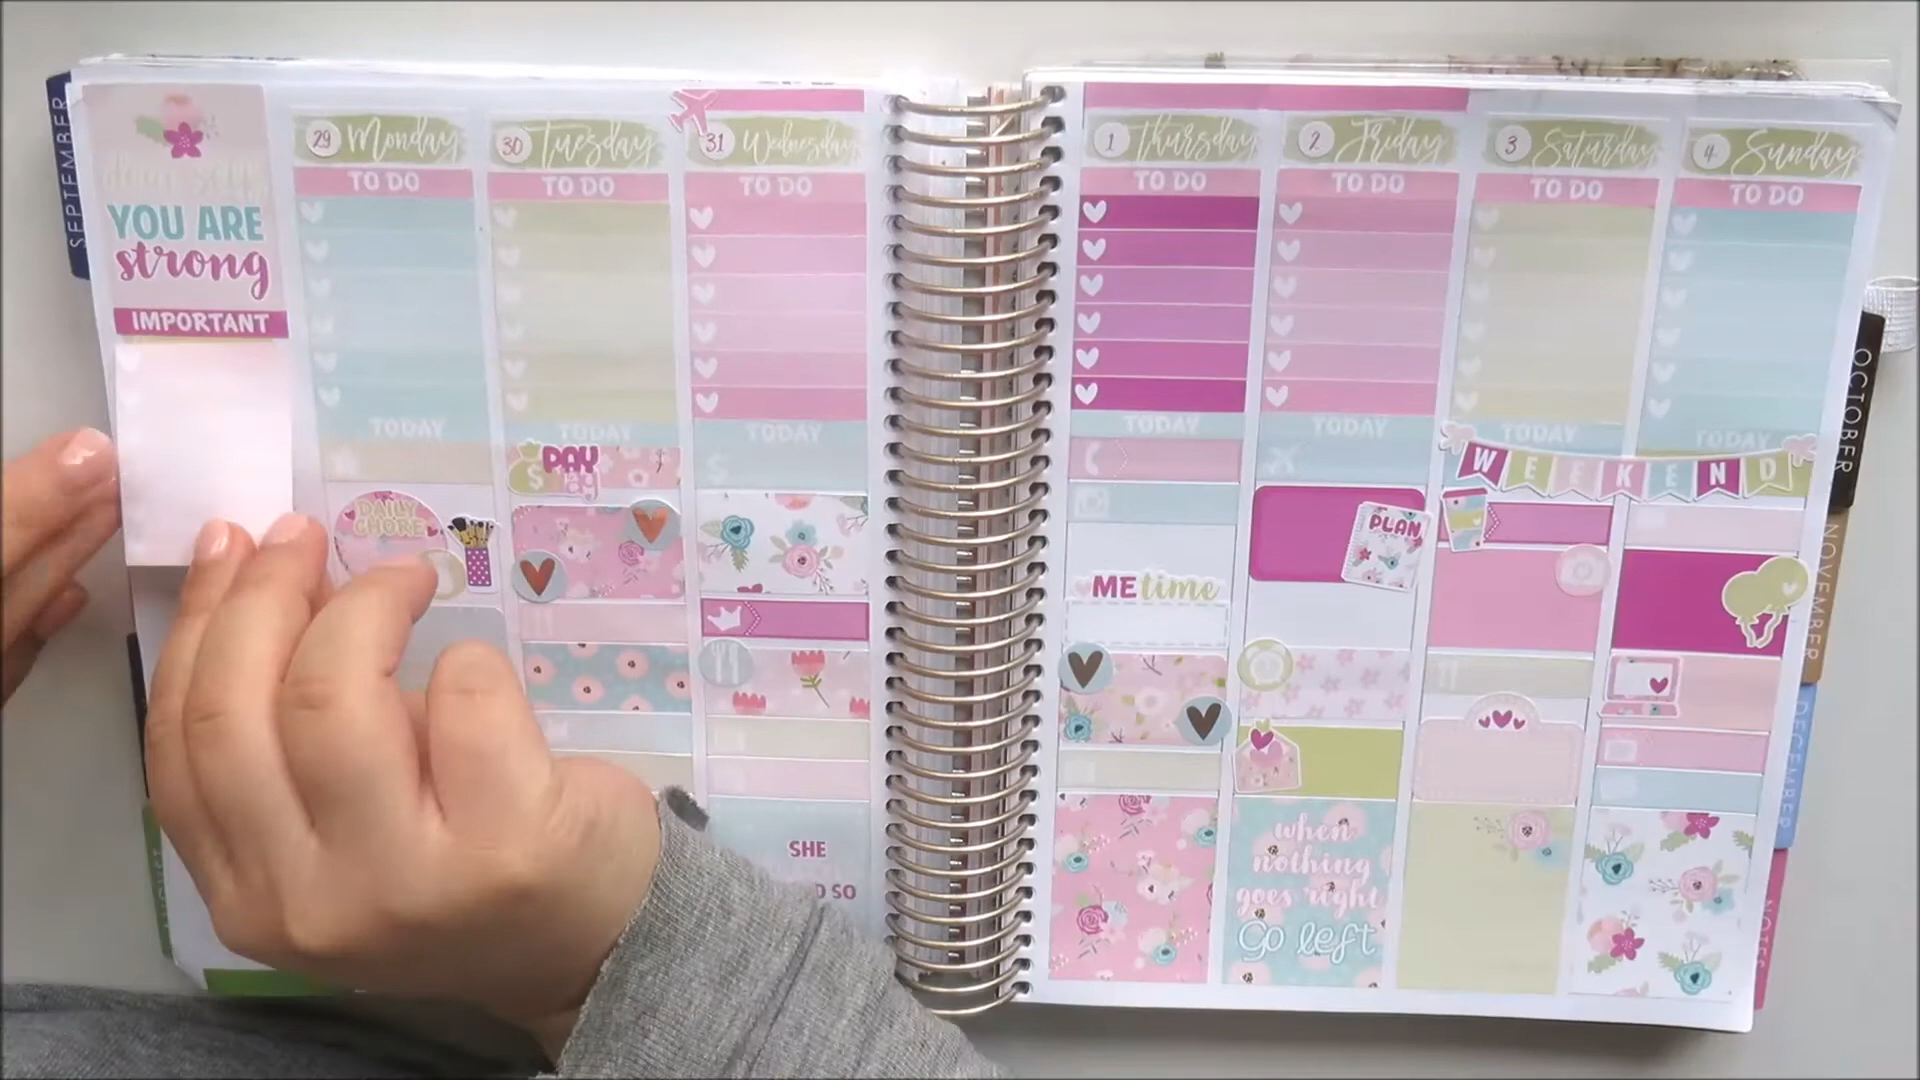 SEPTEMBER
YOU ARE
strong
IMPORTANT
29 Monday
30 Tuesday
31 Wednesday
1 Thursday
2 Friday
3 Saturday
4 Sunday
TO DO
TO DO
TO DO
TO DO
TO DO
TO DO
TO DO
TODAY
TODAY
TODAY
TODAY
TODAY
TODAY
TODAY
$ PAY
Day
DAILY
CHORE
$
WEEKEND
PLAN
ME time
SHE
D SO
when
nothing
goes right
Go left
OCTOBER
NOVEMBER
DECEMBER
NOTES
AUGUST